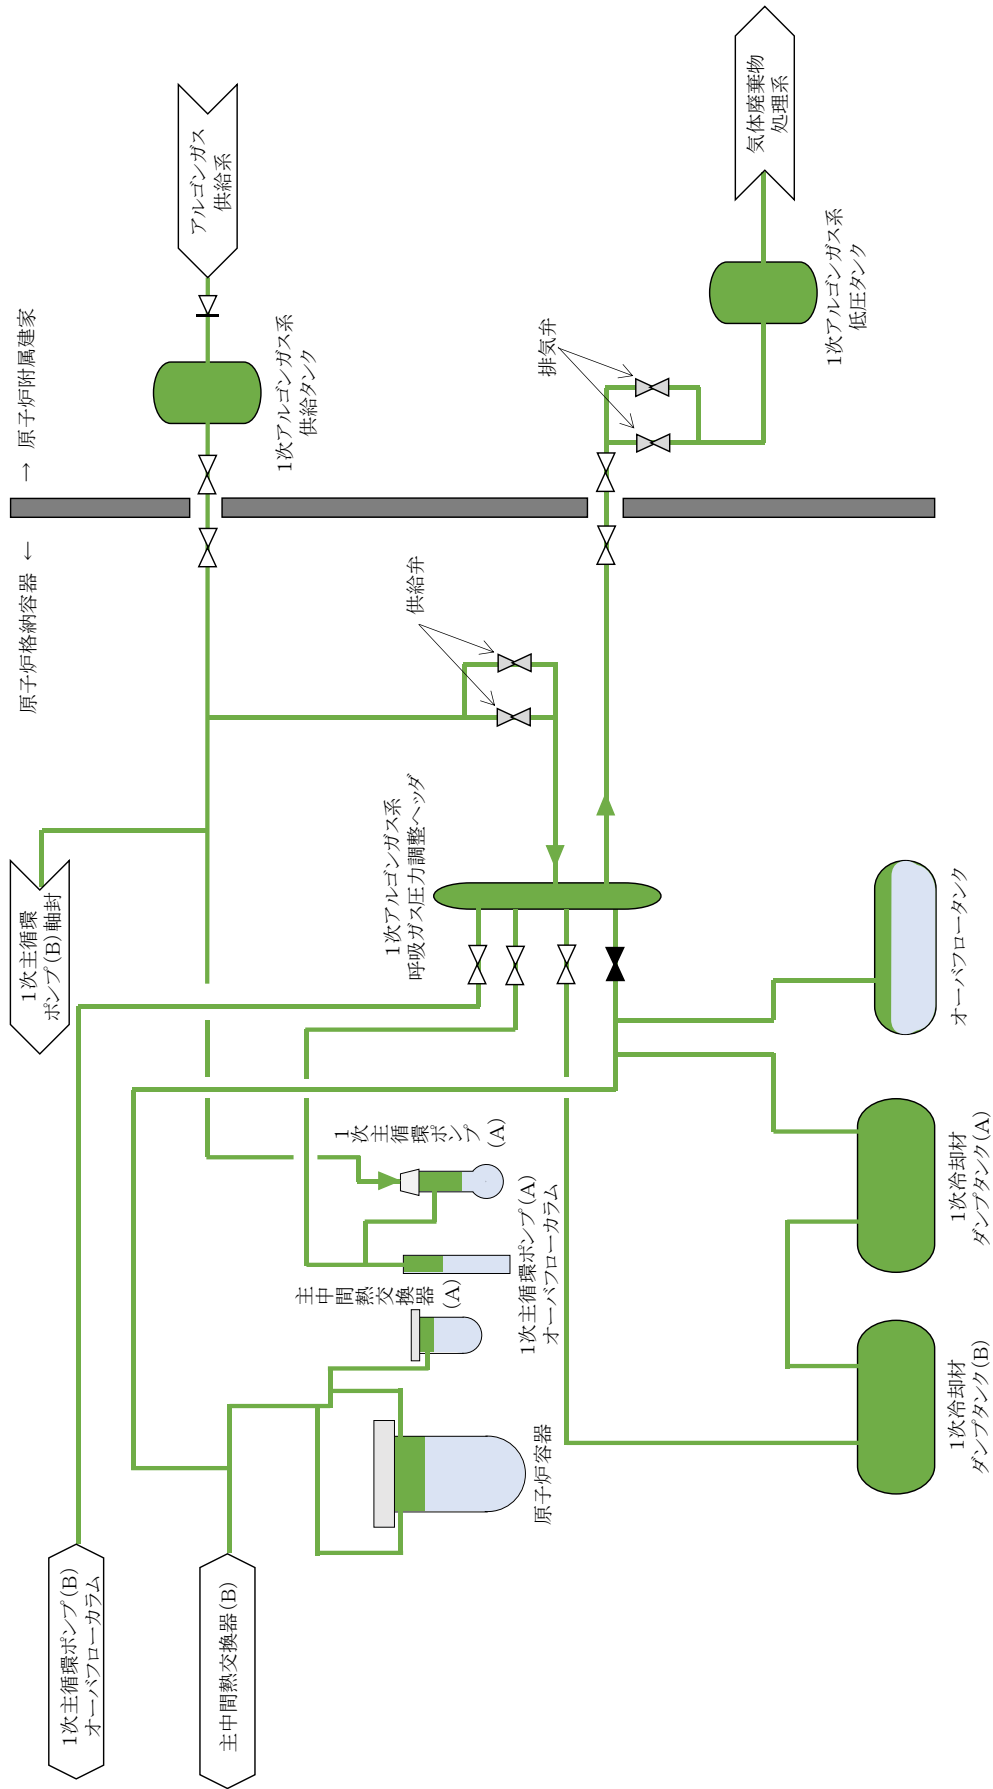 1次主循環ポンプ(B)
オーバフローカラム
主中間熱交換器(B)
1次主循環
ポンプ(B)軸封
原子炉格納容器 ←
→ 原子炉附属建家
アルゴンガス
供給系
1次アルゴンガス系
供給タンク
供給弁
1次アルゴンガス系
呼吸ガス圧力調整ヘッダ
排気弁
気体廃棄物
処理系
1次アルゴンガス系
低圧タンク
原子炉容器
主中間熱交換器
(A)
1次主循環ポンプ(A)
オーバフローカラム
1次主循環ポンプ
(A)
1次冷却材
ダンプタンク(B)
1次冷却材
ダンプタンク(A)
オーバフロータンク